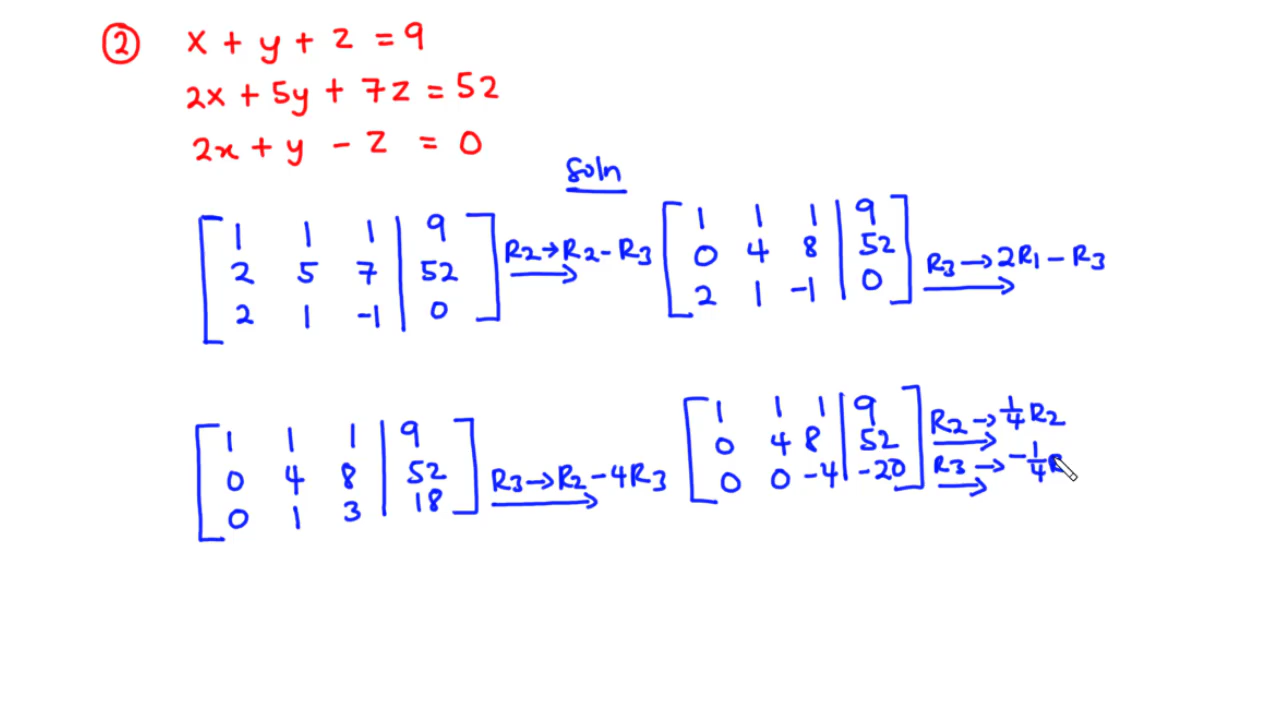 ② x + y + z = 9
2x + 5y + 7z = 52
2x + y - z = 0
Soln
[ 1 1 1 | 9 ]
[ 2 5 7 | 52 ]
[ 2 1 -1 | 0 ]
R2→R2-R3
[ 1 1 1 | 9 ]
[ 0 4 8 | 52 ]
[ 2 1 -1 | 0 ]
R3→2R1-R3
[ 1 1 1 | 9 ]
[ 0 4 8 | 52 ]
[ 0 1 3 | 18 ]
R3→R2-4R3
[ 1 1 1 | 9 ]
[ 0 4 8 | 52 ]
[ 0 0 -4 | -20 ]
R2→1/4R2
R3→-1/4R